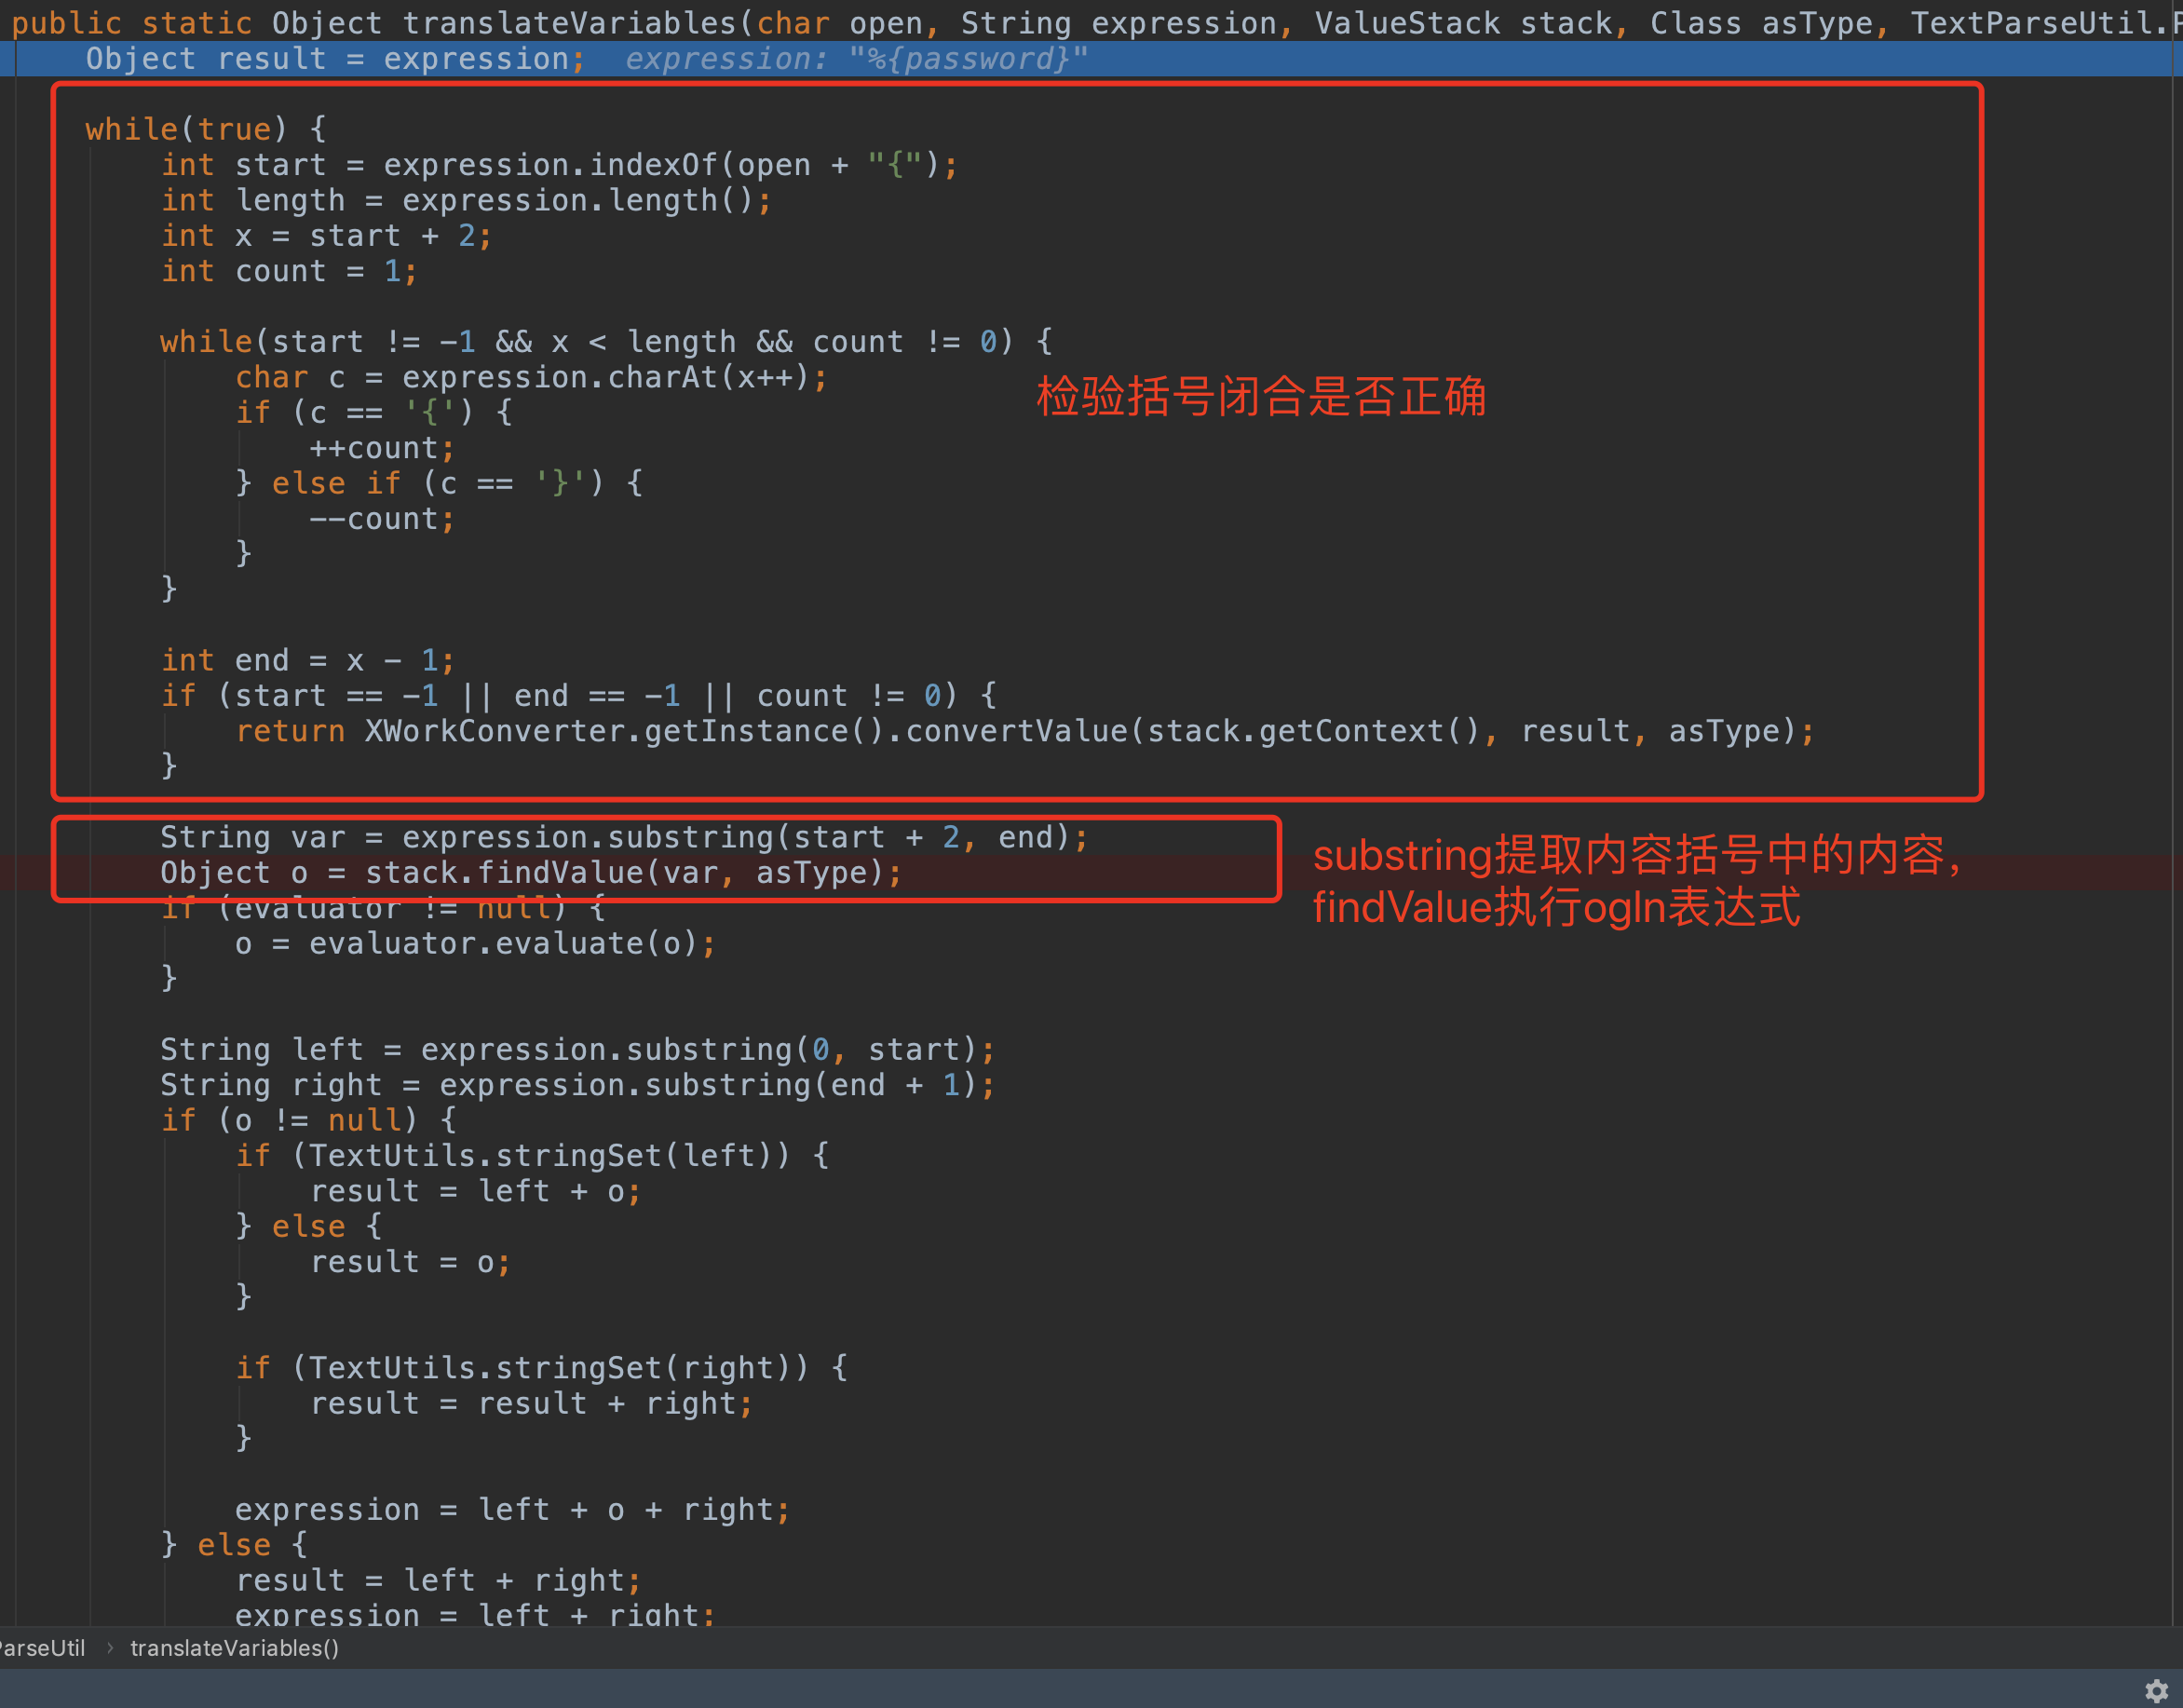 public static Object translateVariables(char open, String expression, ValueStack stack, Class asType, TextParseUtil.
Object result = expression; expression: "%{password}"
while(true) {
int start = expression.indexOf(open + "{");
int length = expression.length();
int x = start + 2;
int count = 1;
while(start != -1 && x < length && count != 0) {
char c = expression.charAt(x++);
if (c == '{') {
++count;
} else if (c == '}') {
--count;
}
}
检验括号闭合是否正确
int end = x - 1;
if (start == -1 || end == -1 || count != 0) {
return XWorkConverter.getInstance().convertValue(stack.getContext(), result, asType);
}
String var = expression.substring(start + 2, end);
Object o = stack.findValue(var, asType);
substring提取内容括号中的内容，
findValue执行ogln表达式
if (evaluator != null) {
o = evaluator.evaluate(o);
}
String left = expression.substring(0, start);
String right = expression.substring(end + 1);
if (o != null) {
if (TextUtils.stringSet(left)) {
result = left + o;
} else {
result = o;
}
if (TextUtils.stringSet(right)) {
result = result + right;
}
expression = left + o + right;
} else {
result = left + right;
expression = left + right;
ParseUtil › translateVariables()